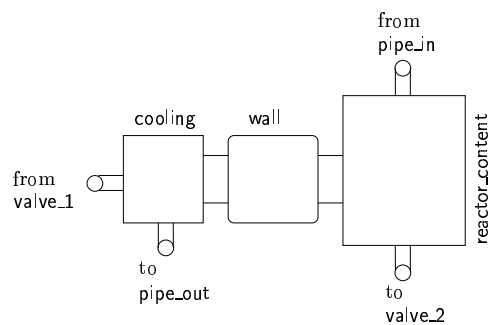 from
pipe_in
cooling
wall
reactor_content
from
valve_1
to
pipe_out
to
valve_2